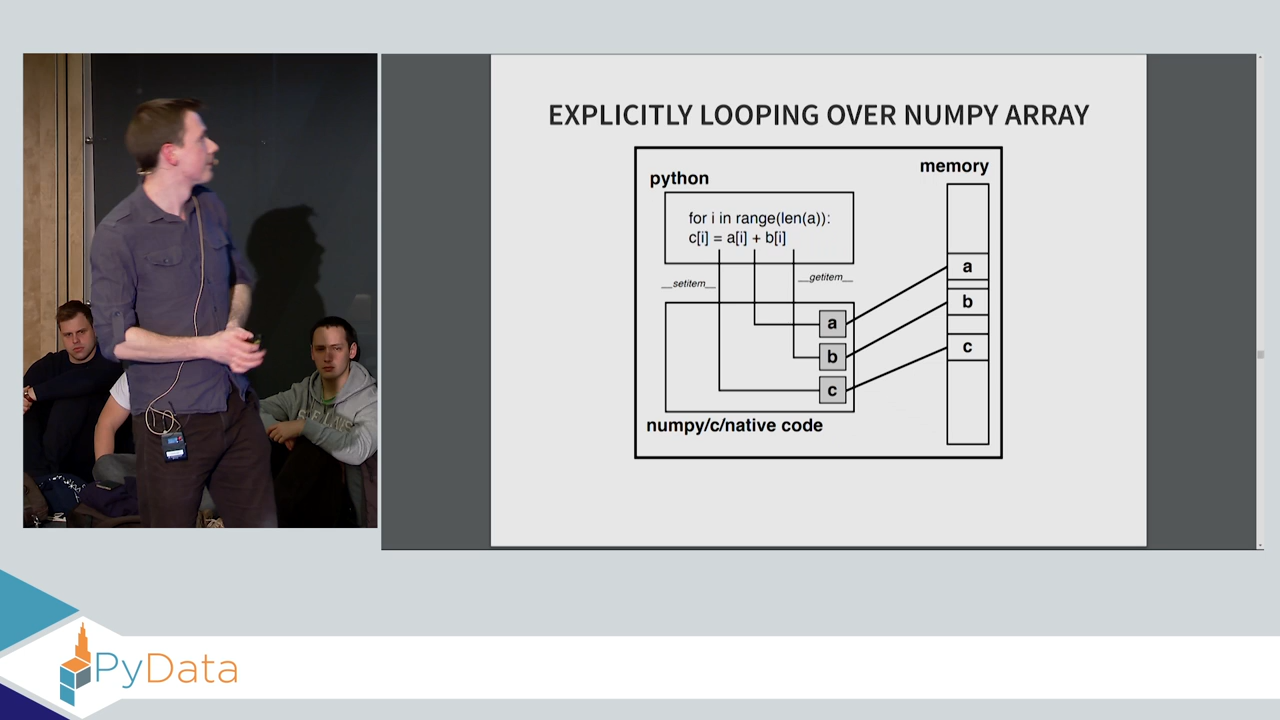 EXPLICITLY LOOPING OVER NUMPY ARRAY
python
memory
for i in range(len(a)):
c[i] = a[i] + b[i]
__setitem__
__getitem__
a
b
c
a
b
c
numpy/c/native code
PyData